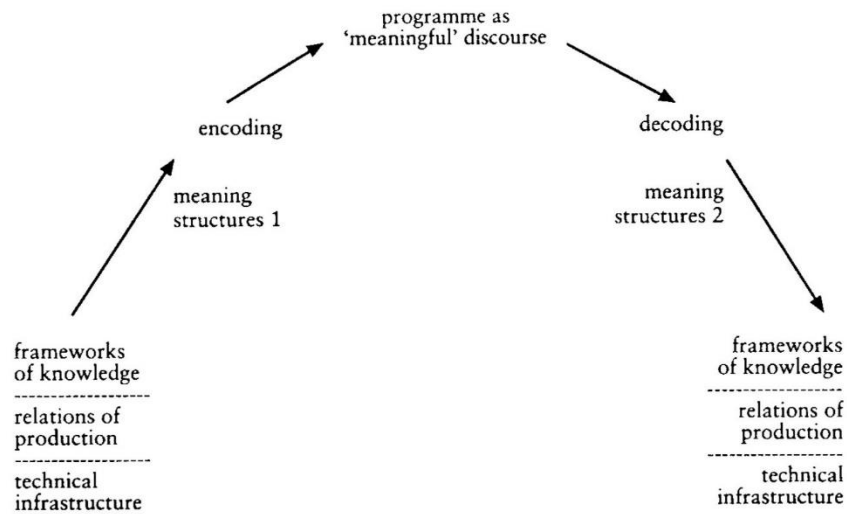 programme as
‘meaningful’ discourse
encoding
decoding
meaning
structures 1
meaning
structures 2
frameworks
of knowledge
relations of
production
technical
infrastructure
frameworks
of knowledge
relations of
production
technical
infrastructure